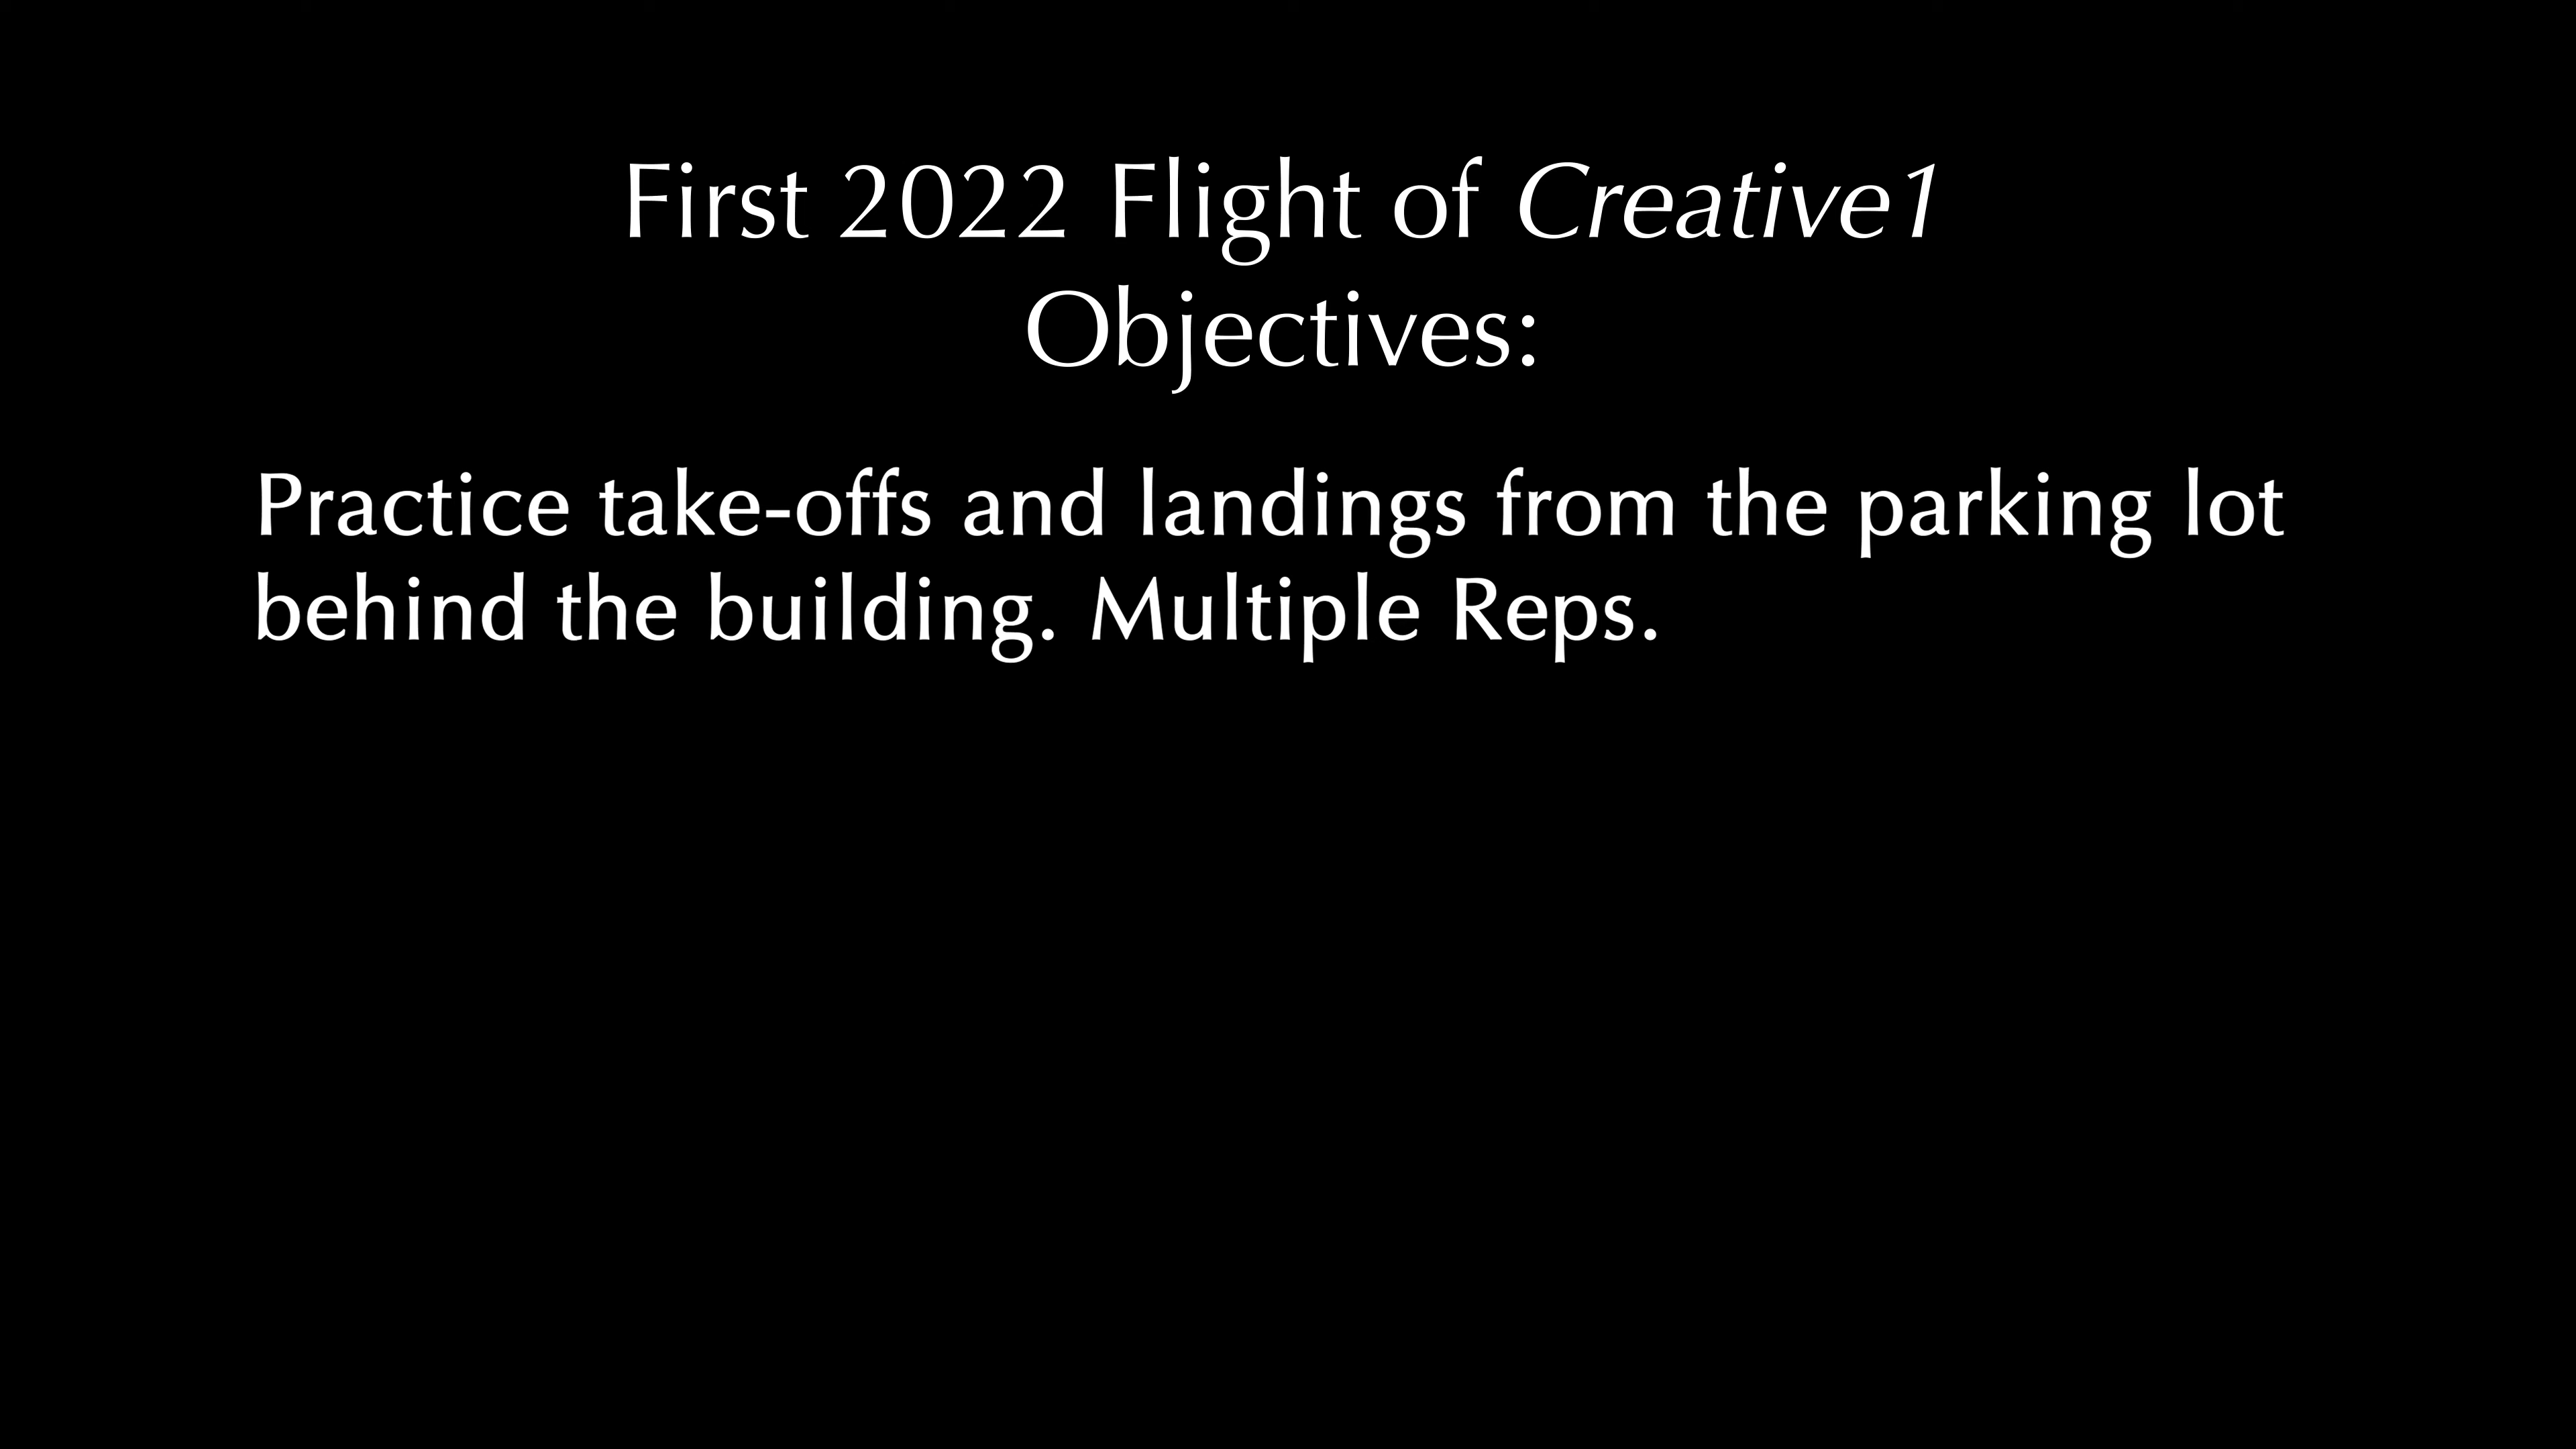 First 2022 Flight of Creative1
Objectives:
Practice take-offs and landings from the parking lot
behind the building. Multiple Reps.